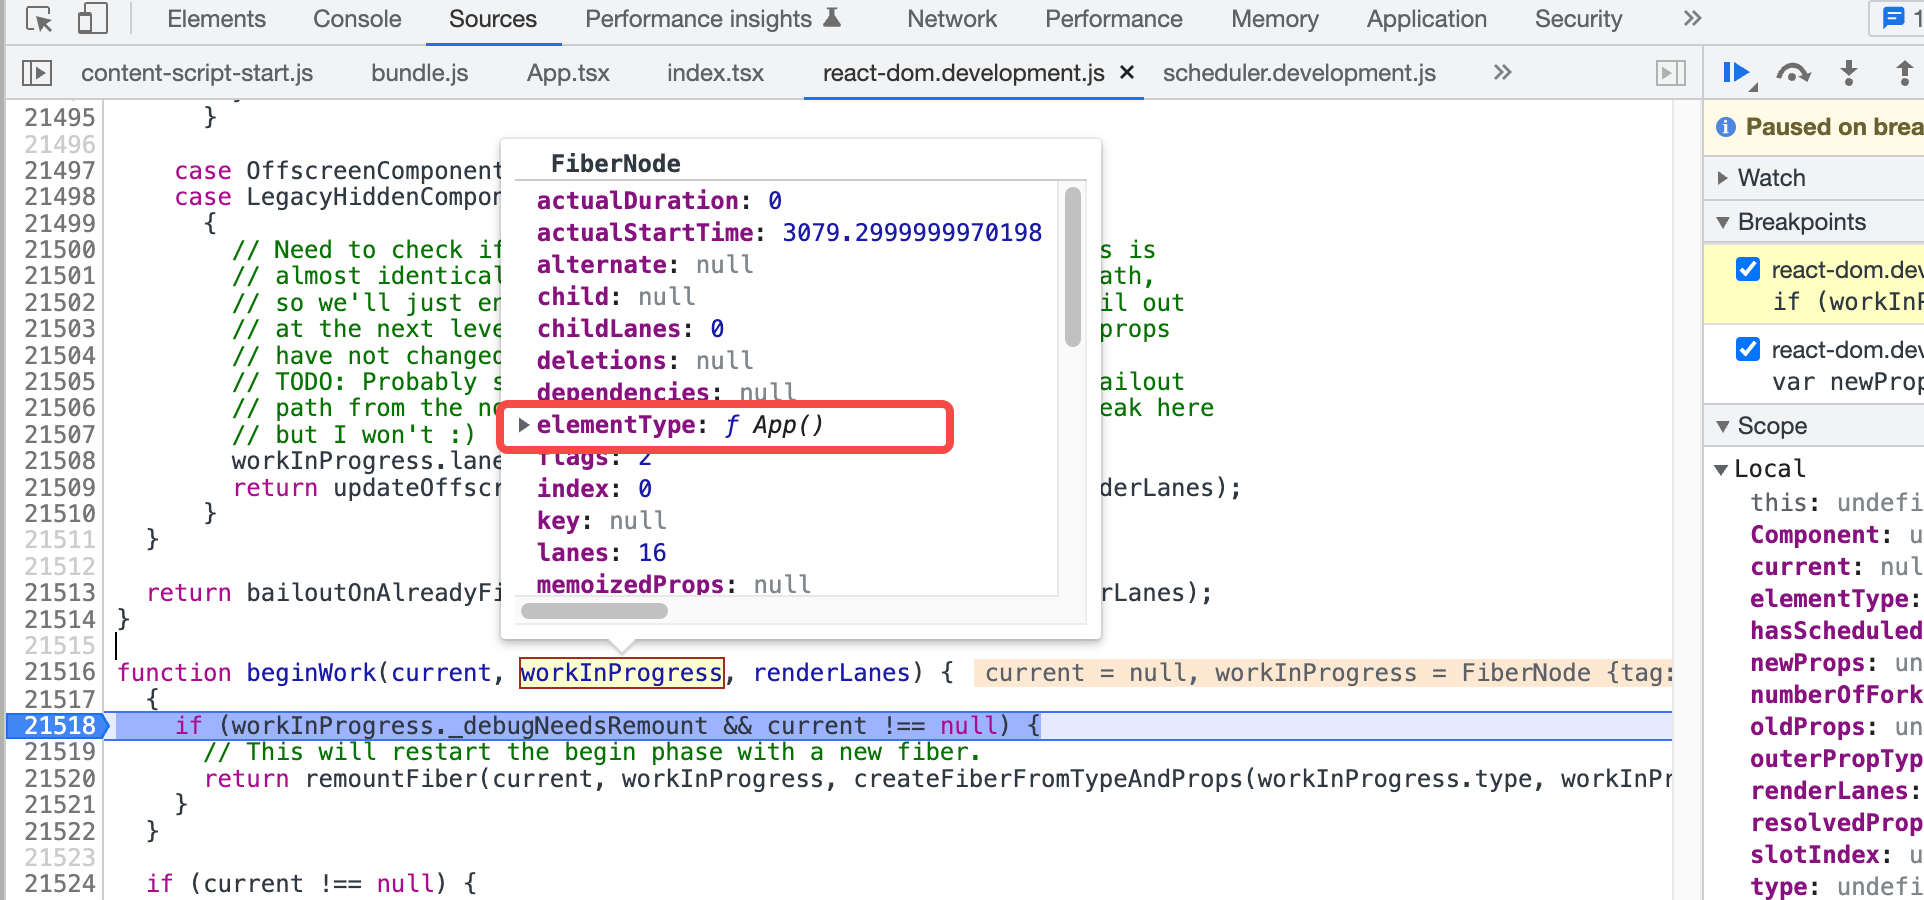 Elements Console Sources Performance insights Network Performance Memory Application Security » 1
content-script-start.js bundle.js App.tsx index.tsx react-dom.development.js × scheduler.development.js »
21495 }
21496
21497 case OffscreenComponent
21498 case LegacyHiddenCompor
21499 {
21500 // Need to check if s is
21501 // almost identical ath,
21502 // so we'll just en il out
21503 // at the next leve props
21504 // have not changed
21505 // TODO: Probably s ailout
21506 // path from the no eak here
21507 // but I won't :)
21508 workInProgress.lane
21509 return updateOffscr derLanes);
21510 }
21511 }
21512
21513 return bailoutOnAlreadyFi rLanes);
21514 }
21515
21516 function beginWork(current, workInProgress, renderLanes) { current = null, workInProgress = FiberNode {tag:
21517 {
21518 if (workInProgress._debugNeedsRemount && current !== null) {
21519 // This will restart the begin phase with a new fiber.
21520 return remountFiber(current, workInProgress, createFiberFromTypeAndProps(workInProgress.type, workInPr
21521 }
21522 }
21523
21524 if (current !== null) {
FiberNode
actualDuration: 0
actualStartTime: 3079.2999999970198
alternate: null
child: null
childLanes: 0
deletions: null
dependencies: null
elementType: ƒ App()
flags: 2
index: 0
key: null
lanes: 16
memoizedProps: null
Paused on brea
Watch
Breakpoints
react-dom.dev
if (workInP
react-dom.dev
var newProp
Scope
Local
this: undefi
Component: u
current: nul
elementType:
hasScheduled
newProps: un
numberOfFork
oldProps: un
outerPropTyp
renderLanes:
resolvedProp
slotIndex: u
type: undefi